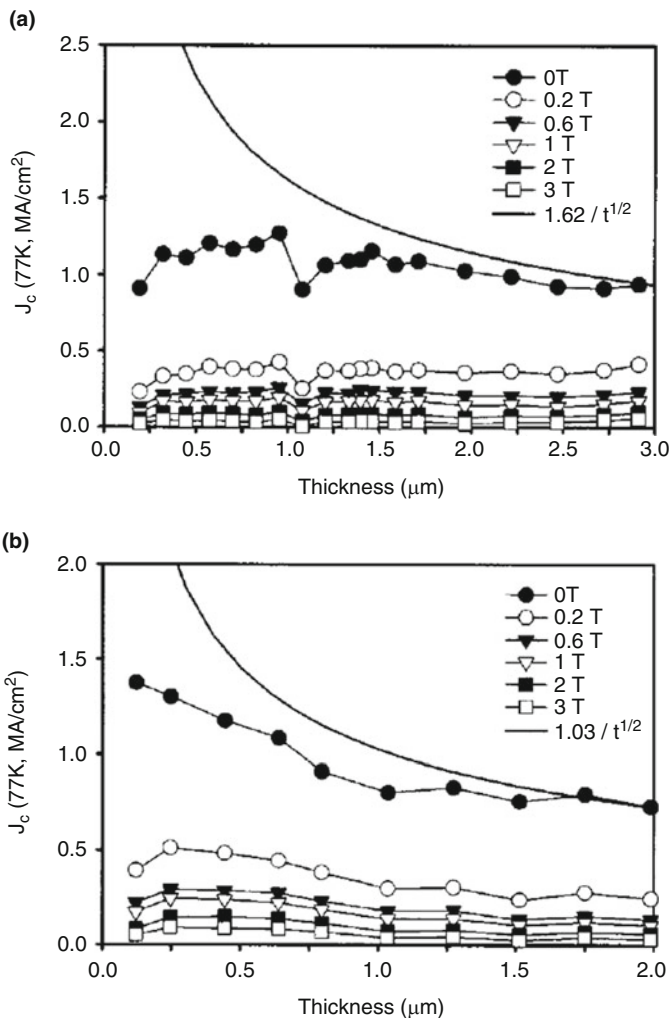 (a)
2.5
2.0
1.5
1.0
0.5
0.0
J_c (77K, MA/cm²)
0T
0.2 T
0.6 T
1 T
2 T
3 T
1.62 / t^1/2
0.0 0.5 1.0 1.5 2.0 2.5 3.0
Thickness (μm)
(b)
2.0
1.5
1.0
0.5
0.0
J_c (77K, MA/cm²)
0T
0.2 T
0.6 T
1 T
2 T
3 T
1.03 / t^1/2
0.0 0.5 1.0 1.5 2.0
Thickness (μm)